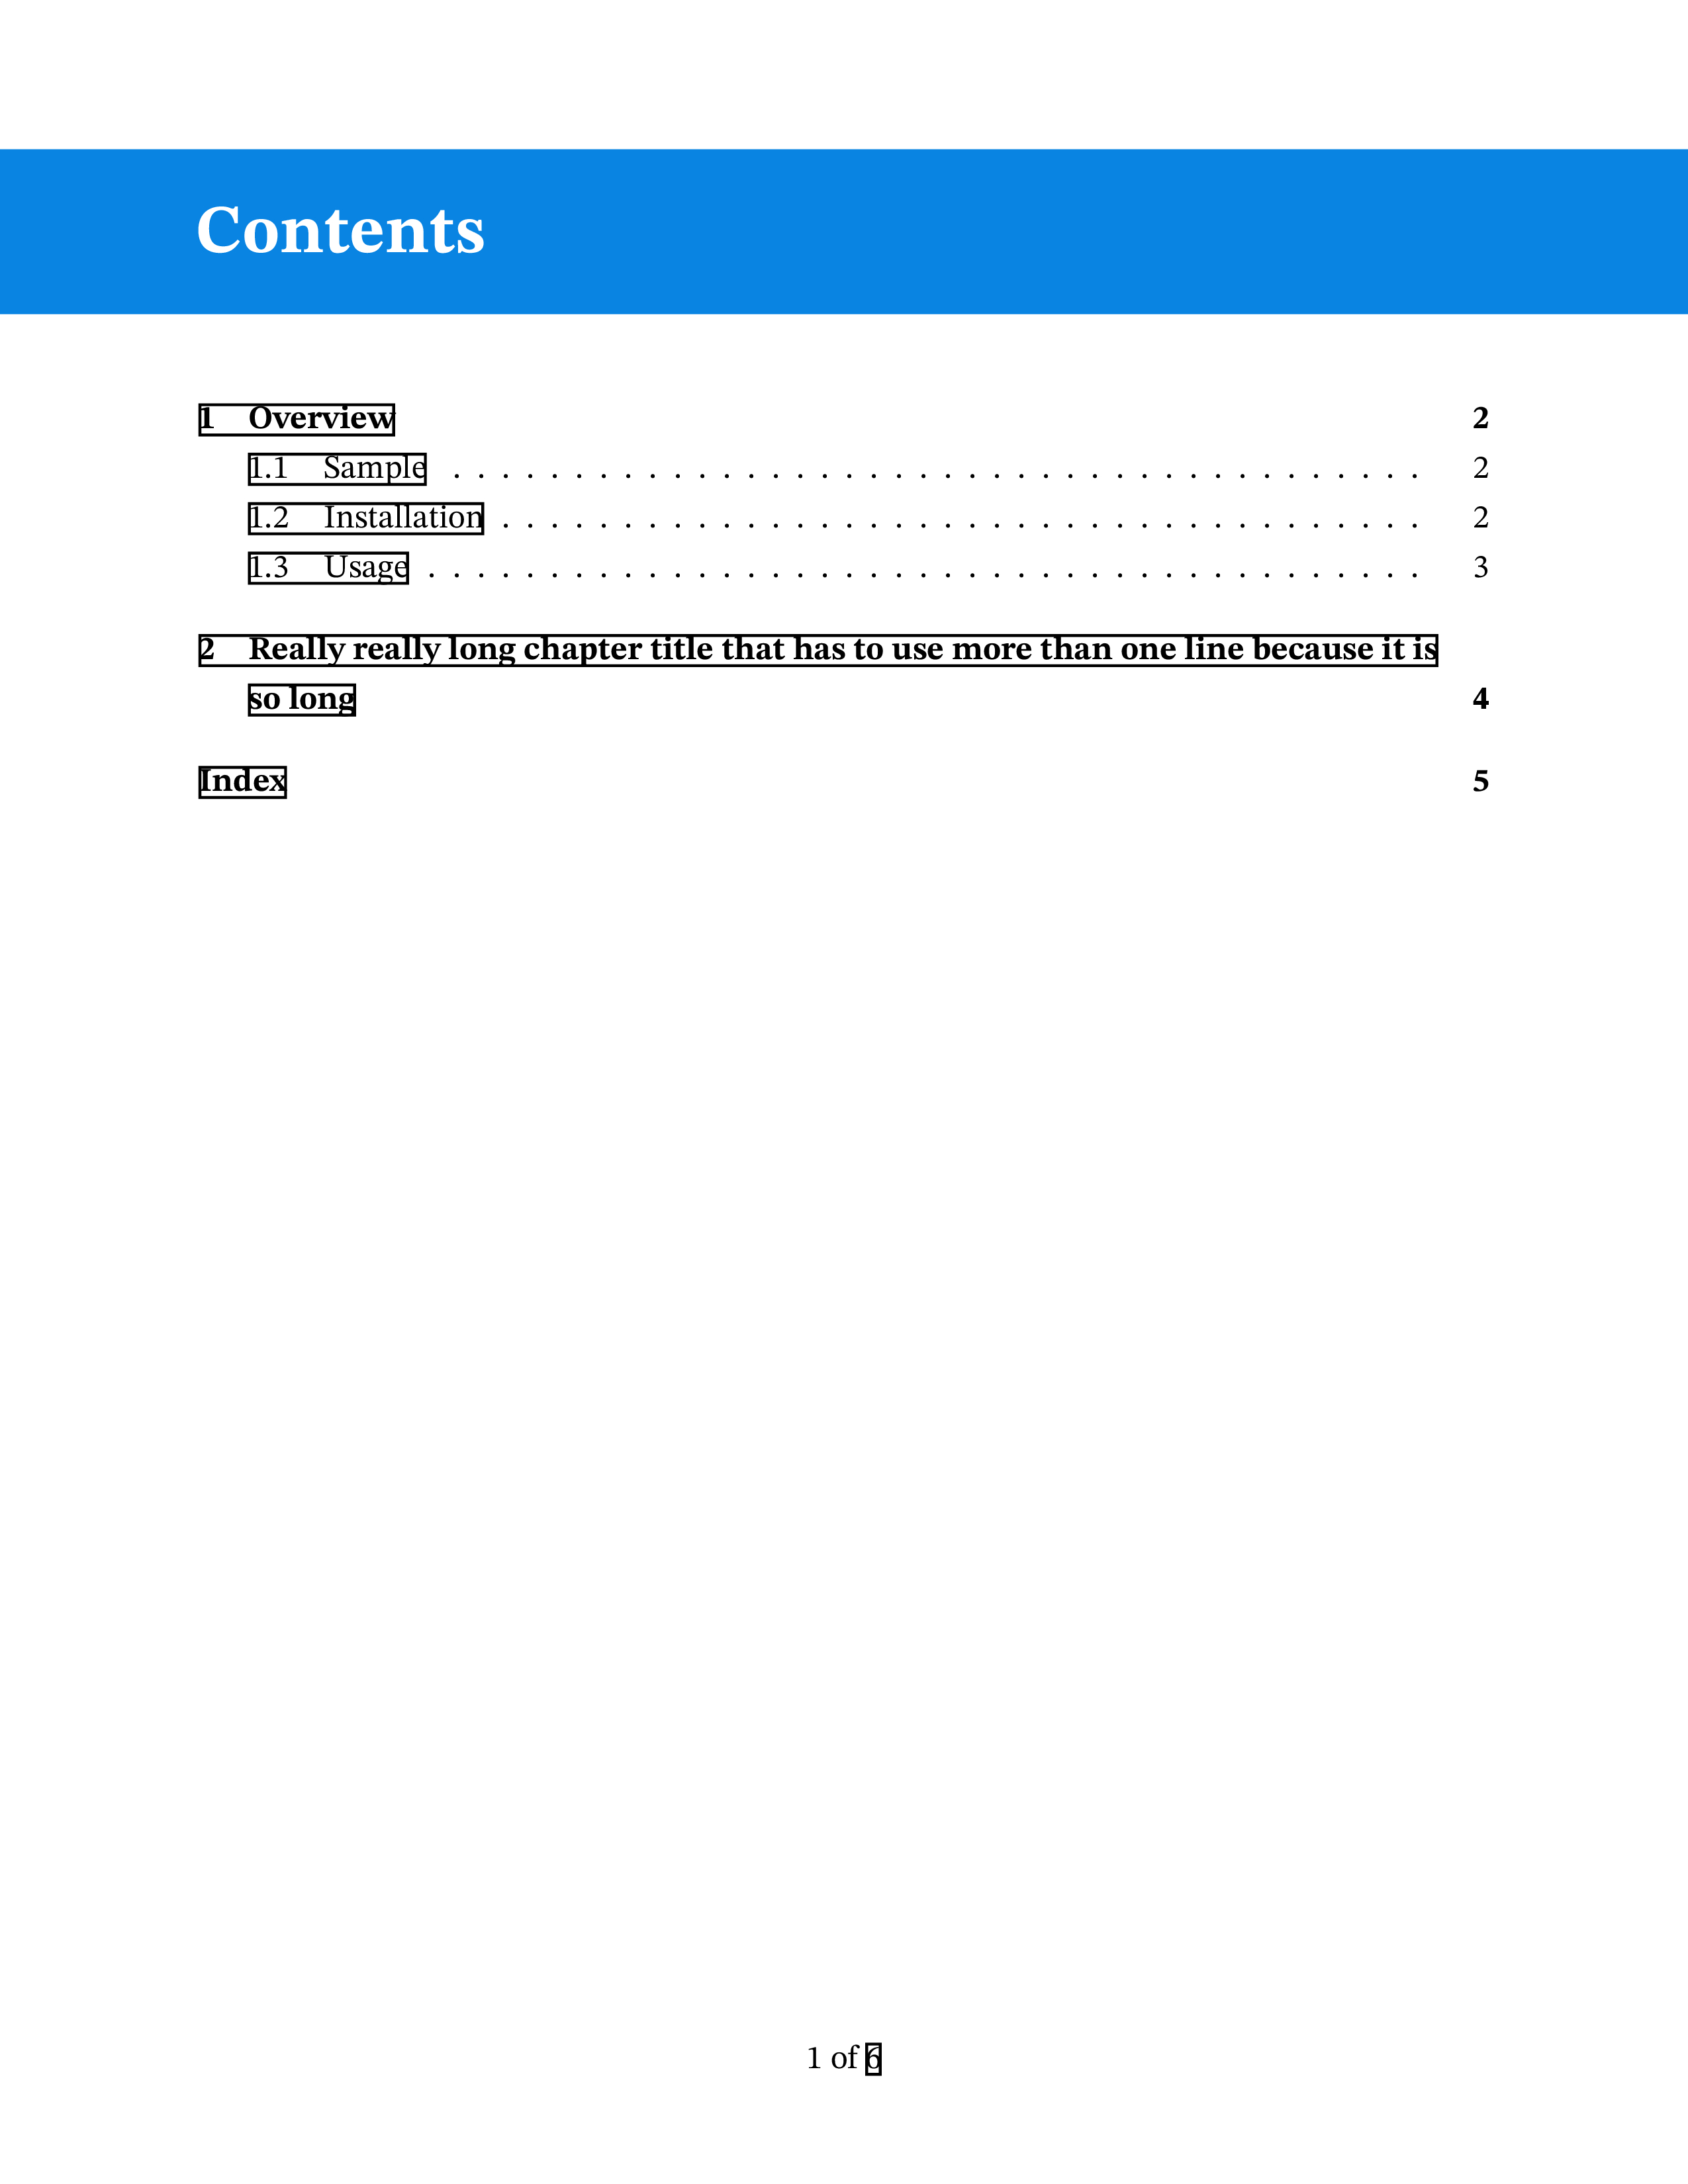 Contents
1 Overview 2
1.1 Sample . . . . . . . . . . . . . . . . . . . . . . . . . . . . . . . . . . . . . . . . 2
1.2 Installation . . . . . . . . . . . . . . . . . . . . . . . . . . . . . . . . . . . . . . 2
1.3 Usage . . . . . . . . . . . . . . . . . . . . . . . . . . . . . . . . . . . . . . . . . 3
2 Really really long chapter title that has to use more than one line because it is
so long 4
Index 5
1 of 6